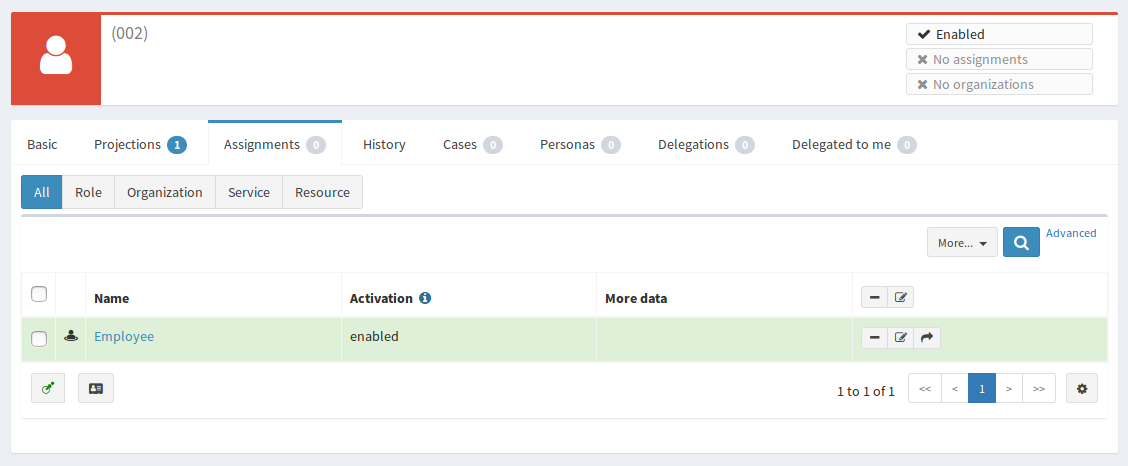 (002)
Enabled
No assignments
No organizations
Basic Projections 1 Assignments 0 History Cases 0 Personas 0 Delegations 0 Delegated to me 0
All Role Organization Service Resource
More... Advanced
Name Activation More data
Employee enabled
1 to 1 of 1 << < 1 > >>